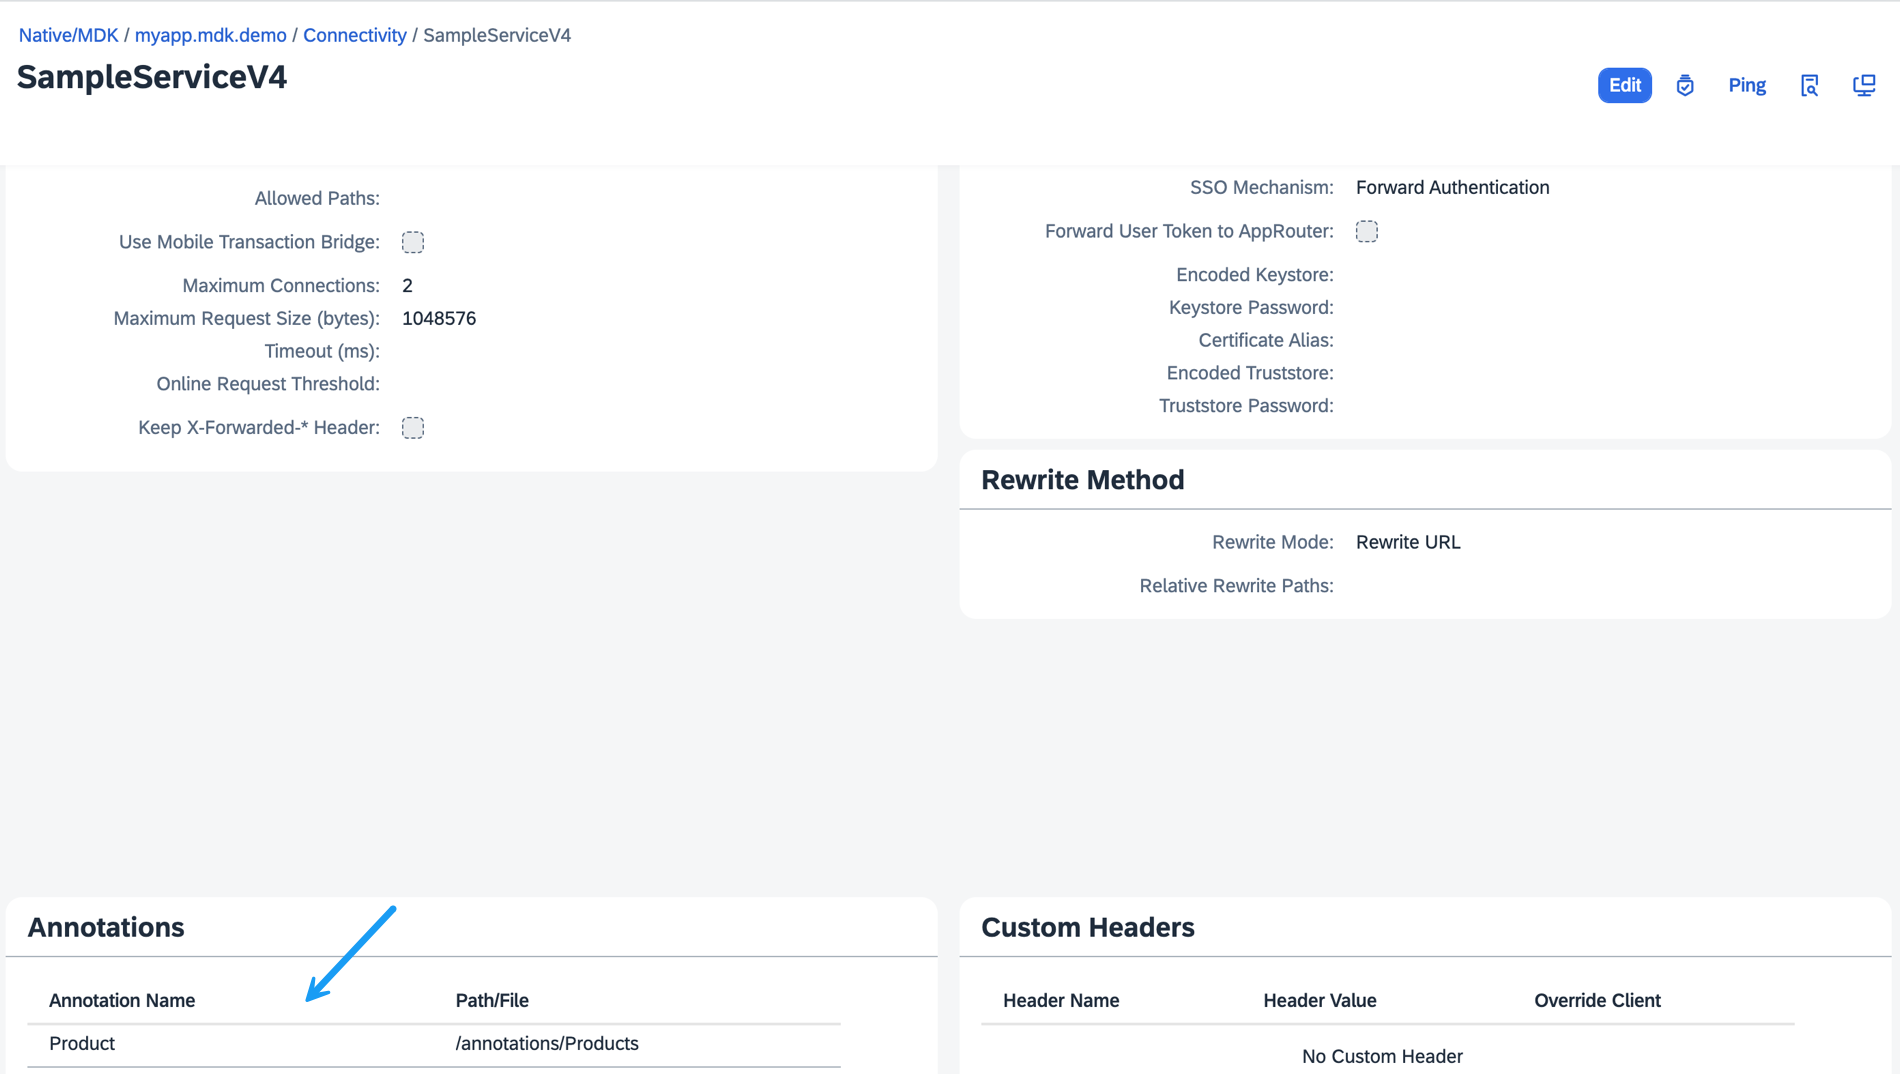 Native/MDK / myapp.mdk.demo / Connectivity / SampleServiceV4
SampleServiceV4
Edit
Ping
Allowed Paths:
Use Mobile Transaction Bridge:
Maximum Connections: 2
Maximum Request Size (bytes): 1048576
Timeout (ms):
Online Request Threshold:
Keep X-Forwarded-* Header:
SSO Mechanism: Forward Authentication
Forward User Token to AppRouter:
Encoded Keystore:
Keystore Password:
Certificate Alias:
Encoded Truststore:
Truststore Password:
Rewrite Method
Rewrite Mode: Rewrite URL
Relative Rewrite Paths:
Annotations
Annotation Name Path/File
Product /annotations/Products
Custom Headers
Header Name Header Value Override Client
No Custom Header